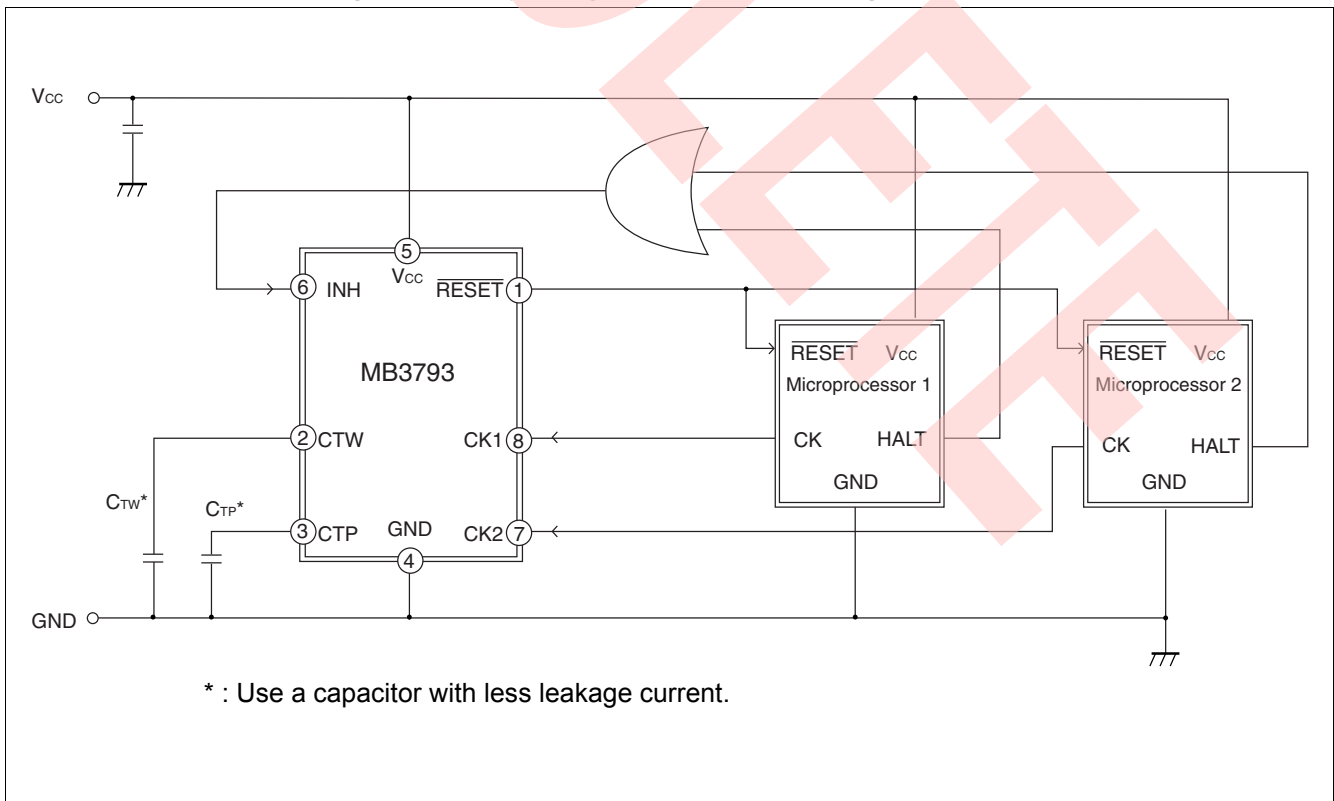 Vcc
5
Vcc
6 INH
RESET 1
MB3793
RESET Vcc
Microprocessor 1
RESET Vcc
Microprocessor 2
2 CTW
CK1 8
CK HALT
CK HALT
GND
GND
CTW*
CTP*
3 CTP
GND
CK2 7
4
GND
* : Use a capacitor with less leakage current.